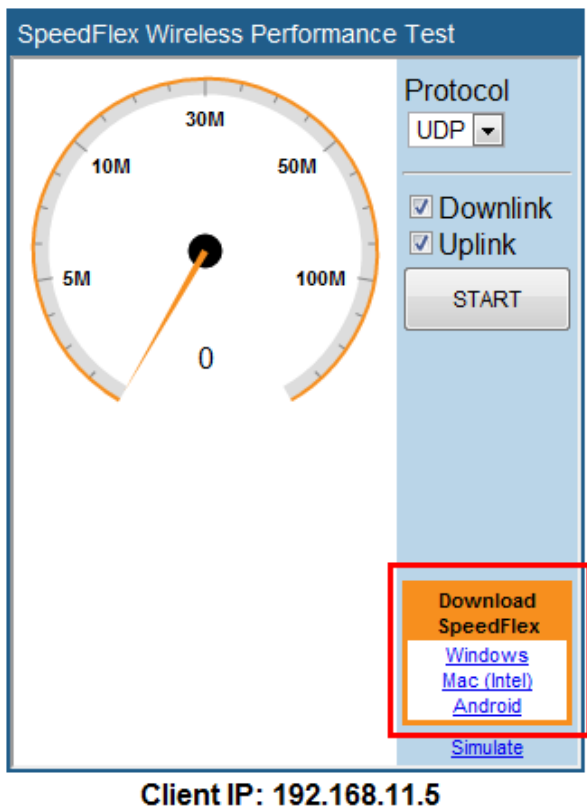 SpeedFlex Wireless Performance Test
30M
10M
50M
5M
100M
0
Protocol
UDP
Downlink
Uplink
START
Download
SpeedFlex
Windows
Mac (Intel)
Android
Simulate
Client IP: 192.168.11.5